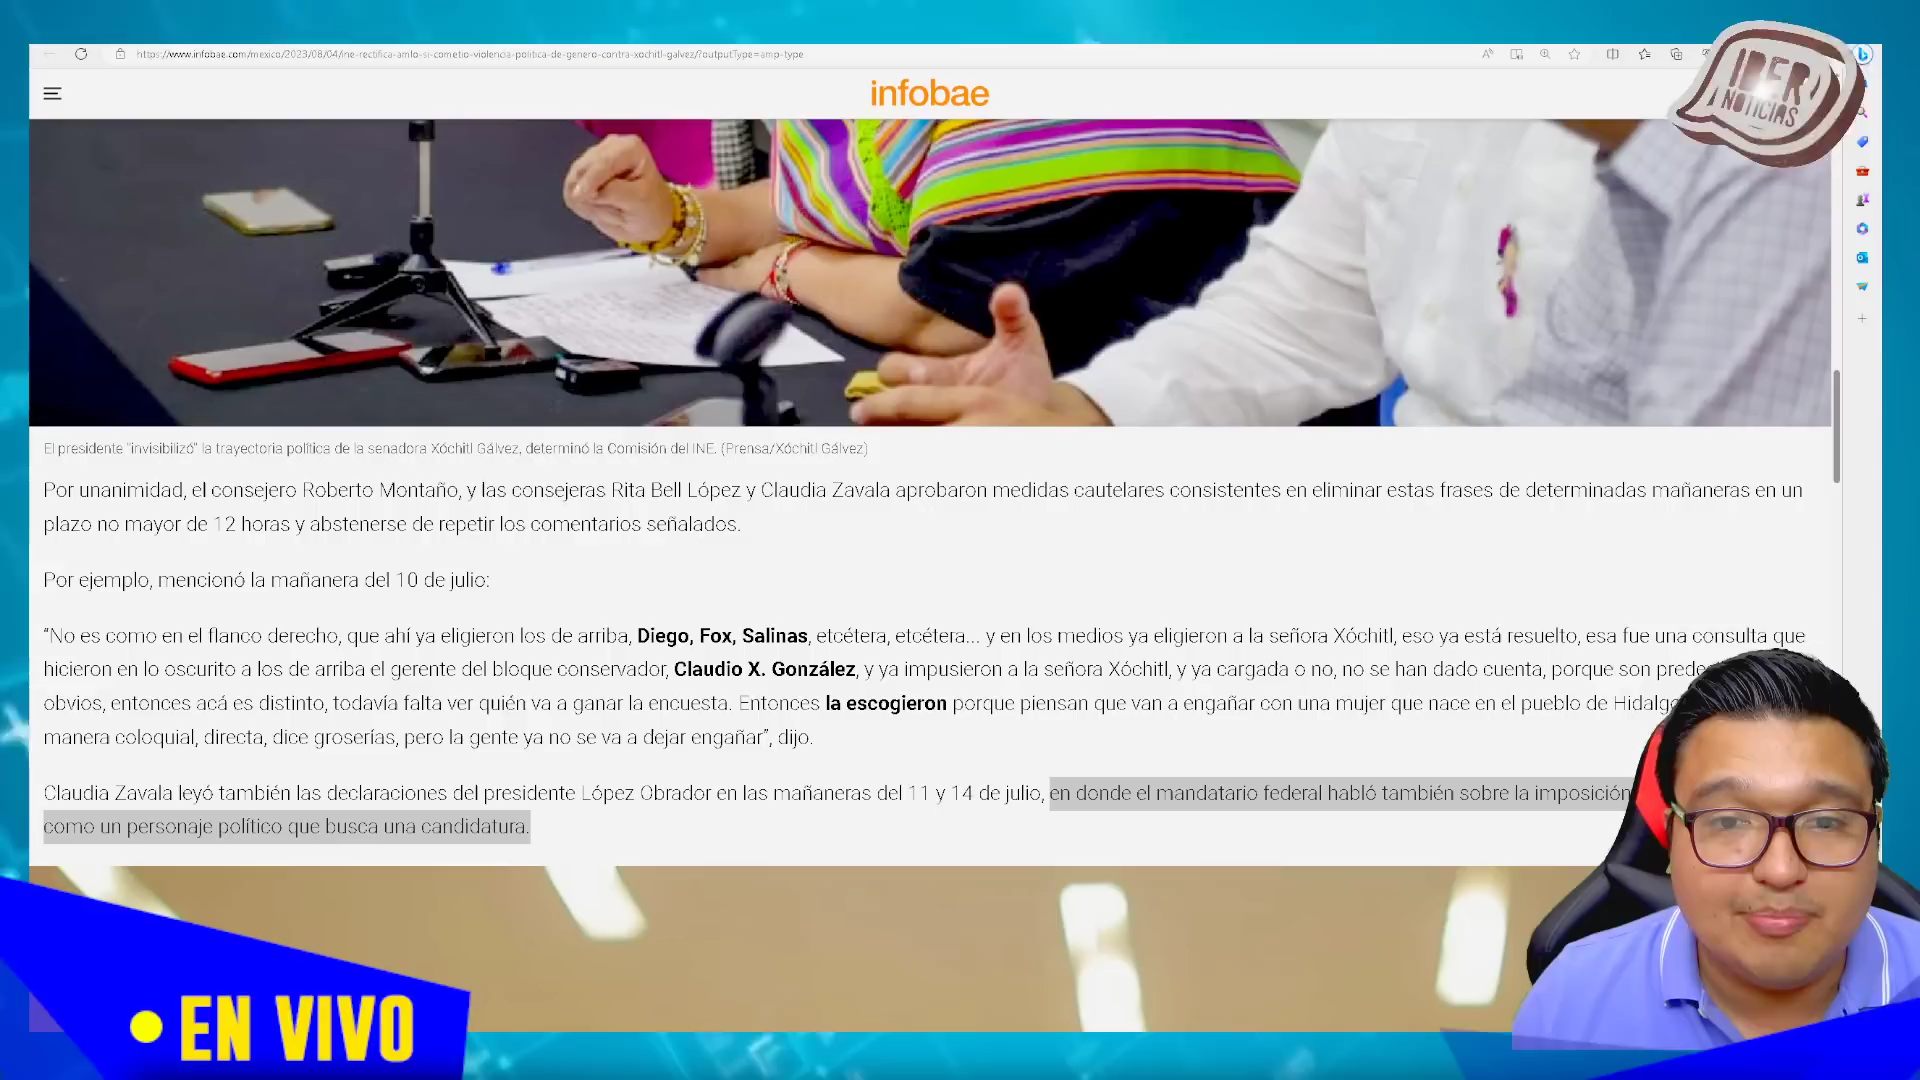 https://www.infobae.com/mexico/2023/08/04/ine-rectifica-amlo-si-cometio-violencia-politica-de-genero-contra-xochitl-galvez/?outputType=amp-type
infobae
IDER
NOTICIAS
El presidente "invisibilizó" la trayectoria política de la senadora Xóchitl Gálvez, determinó la Comisión del INE. (Prensa/Xóchitl Gálvez)
Por unanimidad, el consejero Roberto Montaño, y las consejeras Rita Bell López y Claudia Zavala aprobaron medidas cautelares consistentes en eliminar estas frases de determinadas mañaneras en un
plazo no mayor de 12 horas y abstenerse de repetir los comentarios señalados.
Por ejemplo, mencionó la mañanera del 10 de julio:
“No es como en el flanco derecho, que ahí ya eligieron los de arriba, Diego, Fox, Salinas, etcétera, etcétera... y en los medios ya eligieron a la señora Xóchitl, eso ya está resuelto, esa fue una consulta que
hicieron en lo oscurito a los de arriba el gerente del bloque conservador, Claudio X. González, y ya impusieron a la señora Xóchitl, y ya cargada o no, no se han dado cuenta, porque son
obvios, entonces acá es distinto, todavía falta ver quién va a ganar la encuesta. Entonces la escogieron porque piensan que van a engañar con una mujer que nace en el pueblo de
manera coloquial, directa, dice groserías, pero la gente ya no se va a dejar engañar”, dijo.
Claudia Zavala leyó también las declaraciones del presidente López Obrador en las mañaneras del 11 y 14 de julio, en donde el mandatario federal habló también sobre la imposición
como un personaje político que busca una candidatura.
EN VIVO